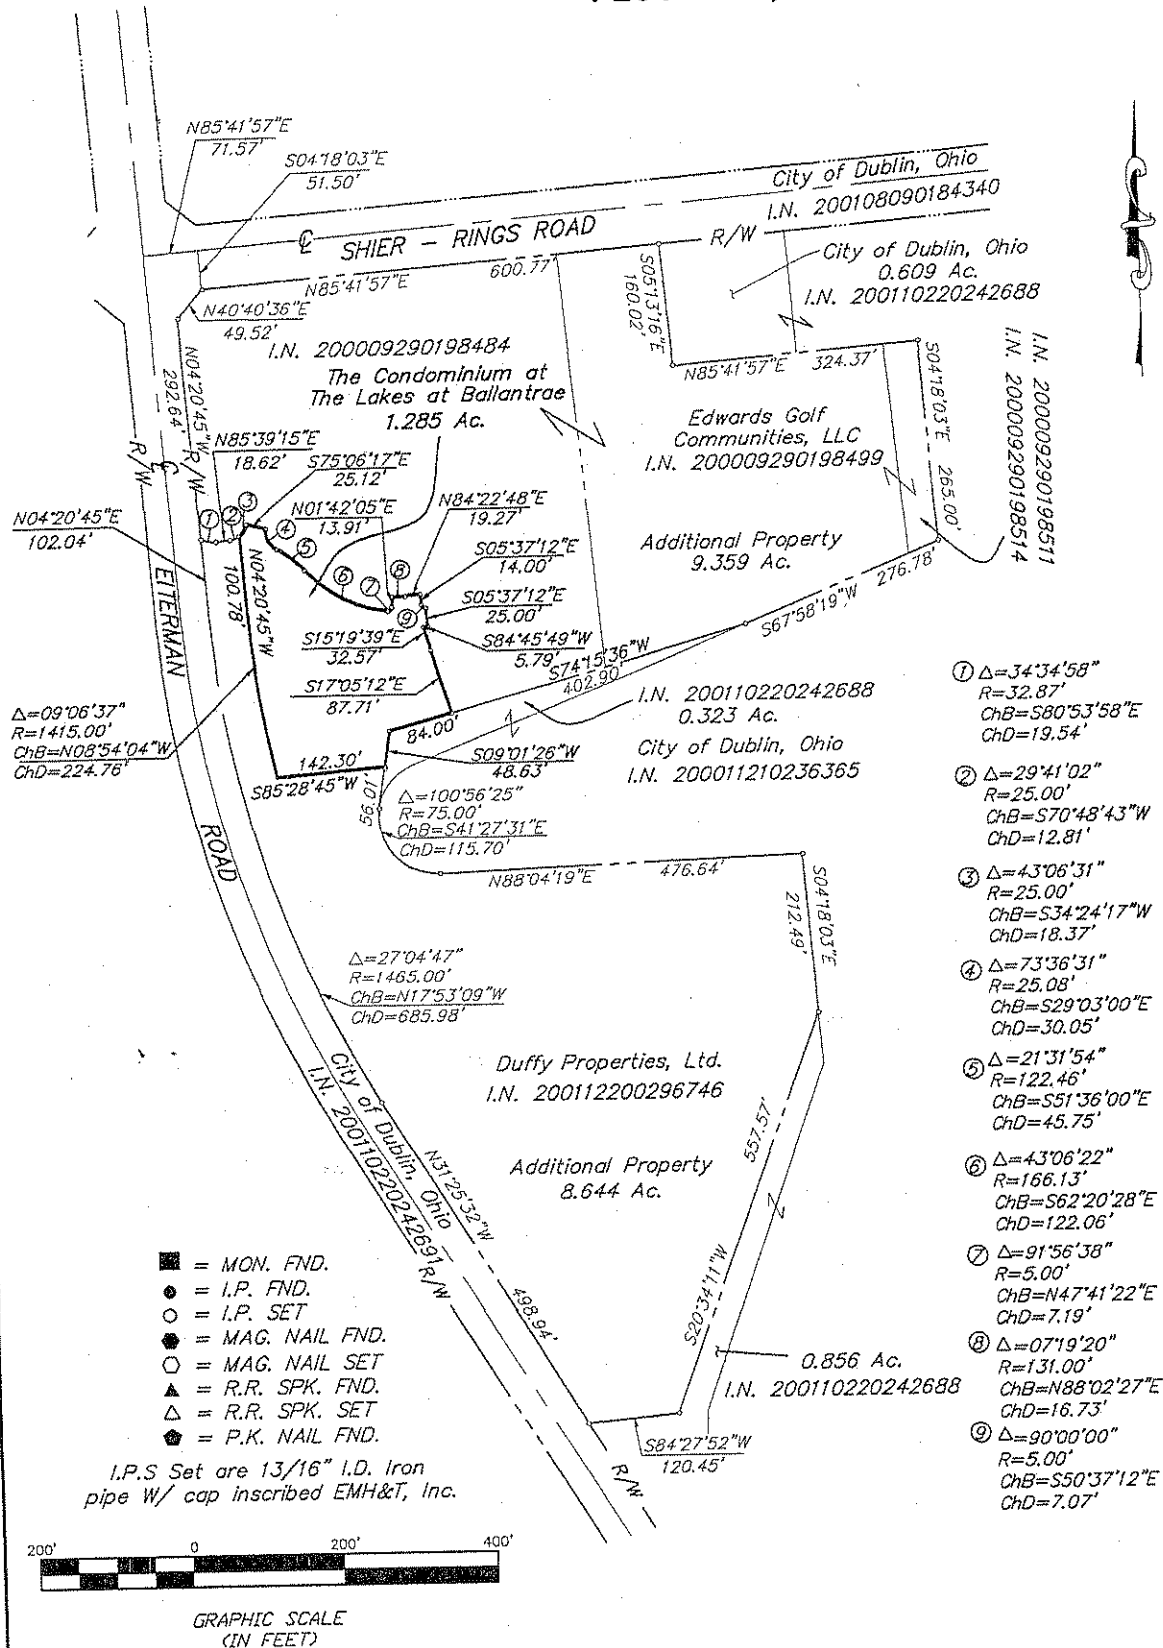 N85°41'57"E
71.57'
S04°18'03"E
51.50'
City of Dublin, Ohio
I.N. 200108090184340
℄ SHIER - RINGS ROAD
R/W
N85°41'57"E
600.77'
City of Dublin, Ohio
0.609 Ac.
I.N. 200110220242688
S05°13'16"E
160.02'
N40°40'36"E
49.52'
I.N. 200009290198484
The Condominium at
The Lakes at Ballantrae
1.285 Ac.
N85°41'57"E 324.37'
S04°18'03"E 265.00'
I.N. 200009290198511
I.N. 200009290198514
Edwards Golf
Communities, LLC
I.N. 200009290198499
N04°20'45"W
292.64'
R/W
R/W
℄
N85°39'15"E
18.62'
S75°06'17"E
25.12'
N01°42'05"E
13.91'
N84°22'48"E
19.27'
N04°20'45"E
102.04'
S05°37'12"E
14.00'
Additional Property
9.359 Ac.
276.78'
S67°58'19"W
1
2
3
4
5
6
7
8
9
N04°20'45"W
100.78'
S05°37'12"E
25.00'
S84°45'49"W
5.79'
S15°19'39"E
32.57'
S17°05'12"E
87.71'
S74°15'36"W
402.90'
EITERMAN
ROAD
I.N. 200110220242688
0.323 Ac.
City of Dublin, Ohio
I.N. 200011210236365
Δ=09°06'37"
R=1415.00'
ChB=N08°54'04"W
ChD=224.76'
84.00'
S09°01'26"W
48.63'
142.30'
S85°28'45"W
56.01'
Δ=100°56'25"
R=75.00'
ChB=S41°27'31"E
ChD=115.70'
N88°04'19"E
476.64'
S04°18'03"E
212.49'
Δ=27°04'47"
R=1465.00'
ChB=N17°53'09"W
ChD=685.98'
Duffy Properties, Ltd.
I.N. 200112200296746
Additional Property
8.644 Ac.
City of Dublin, Ohio
I.N. 200110220242691
R/W
N31°25'32"W
498.94'
557.57'
S20°34'11"W
0.856 Ac.
I.N. 200110220242688
S84°27'52"W
120.45'
R/W
1 Δ=34°34'58"
R=32.87'
ChB=S80°53'58"E
ChD=19.54'
2 Δ=29°41'02"
R=25.00'
ChB=S70°48'43"W
ChD=12.81'
3 Δ=43°06'31"
R=25.00'
ChB=S34°24'17"W
ChD=18.37'
4 Δ=73°36'31"
R=25.08'
ChB=S29°03'00"E
ChD=30.05'
5 Δ=21°31'54"
R=122.46'
ChB=S51°36'00"E
ChD=45.75'
6 Δ=43°06'22"
R=166.13'
ChB=S62°20'28"E
ChD=122.06'
7 Δ=91°56'38"
R=5.00'
ChB=N47°41'22"E
ChD=7.19'
8 Δ=07°19'20"
R=131.00'
ChB=N88°02'27"E
ChD=16.73'
9 Δ=90°00'00"
R=5.00'
ChB=S50°37'12"E
ChD=7.07'
= MON. FND.
= I.P. FND.
= I.P. SET
= MAG. NAIL FND.
= MAG. NAIL SET
= R.R. SPK. FND.
= R.R. SPK. SET
= P.K. NAIL FND.
I.P.S Set are 13/16" I.D. Iron
pipe W/ cap inscribed EMH&T, Inc.
200' 0 200' 400'
GRAPHIC SCALE
(IN FEET)